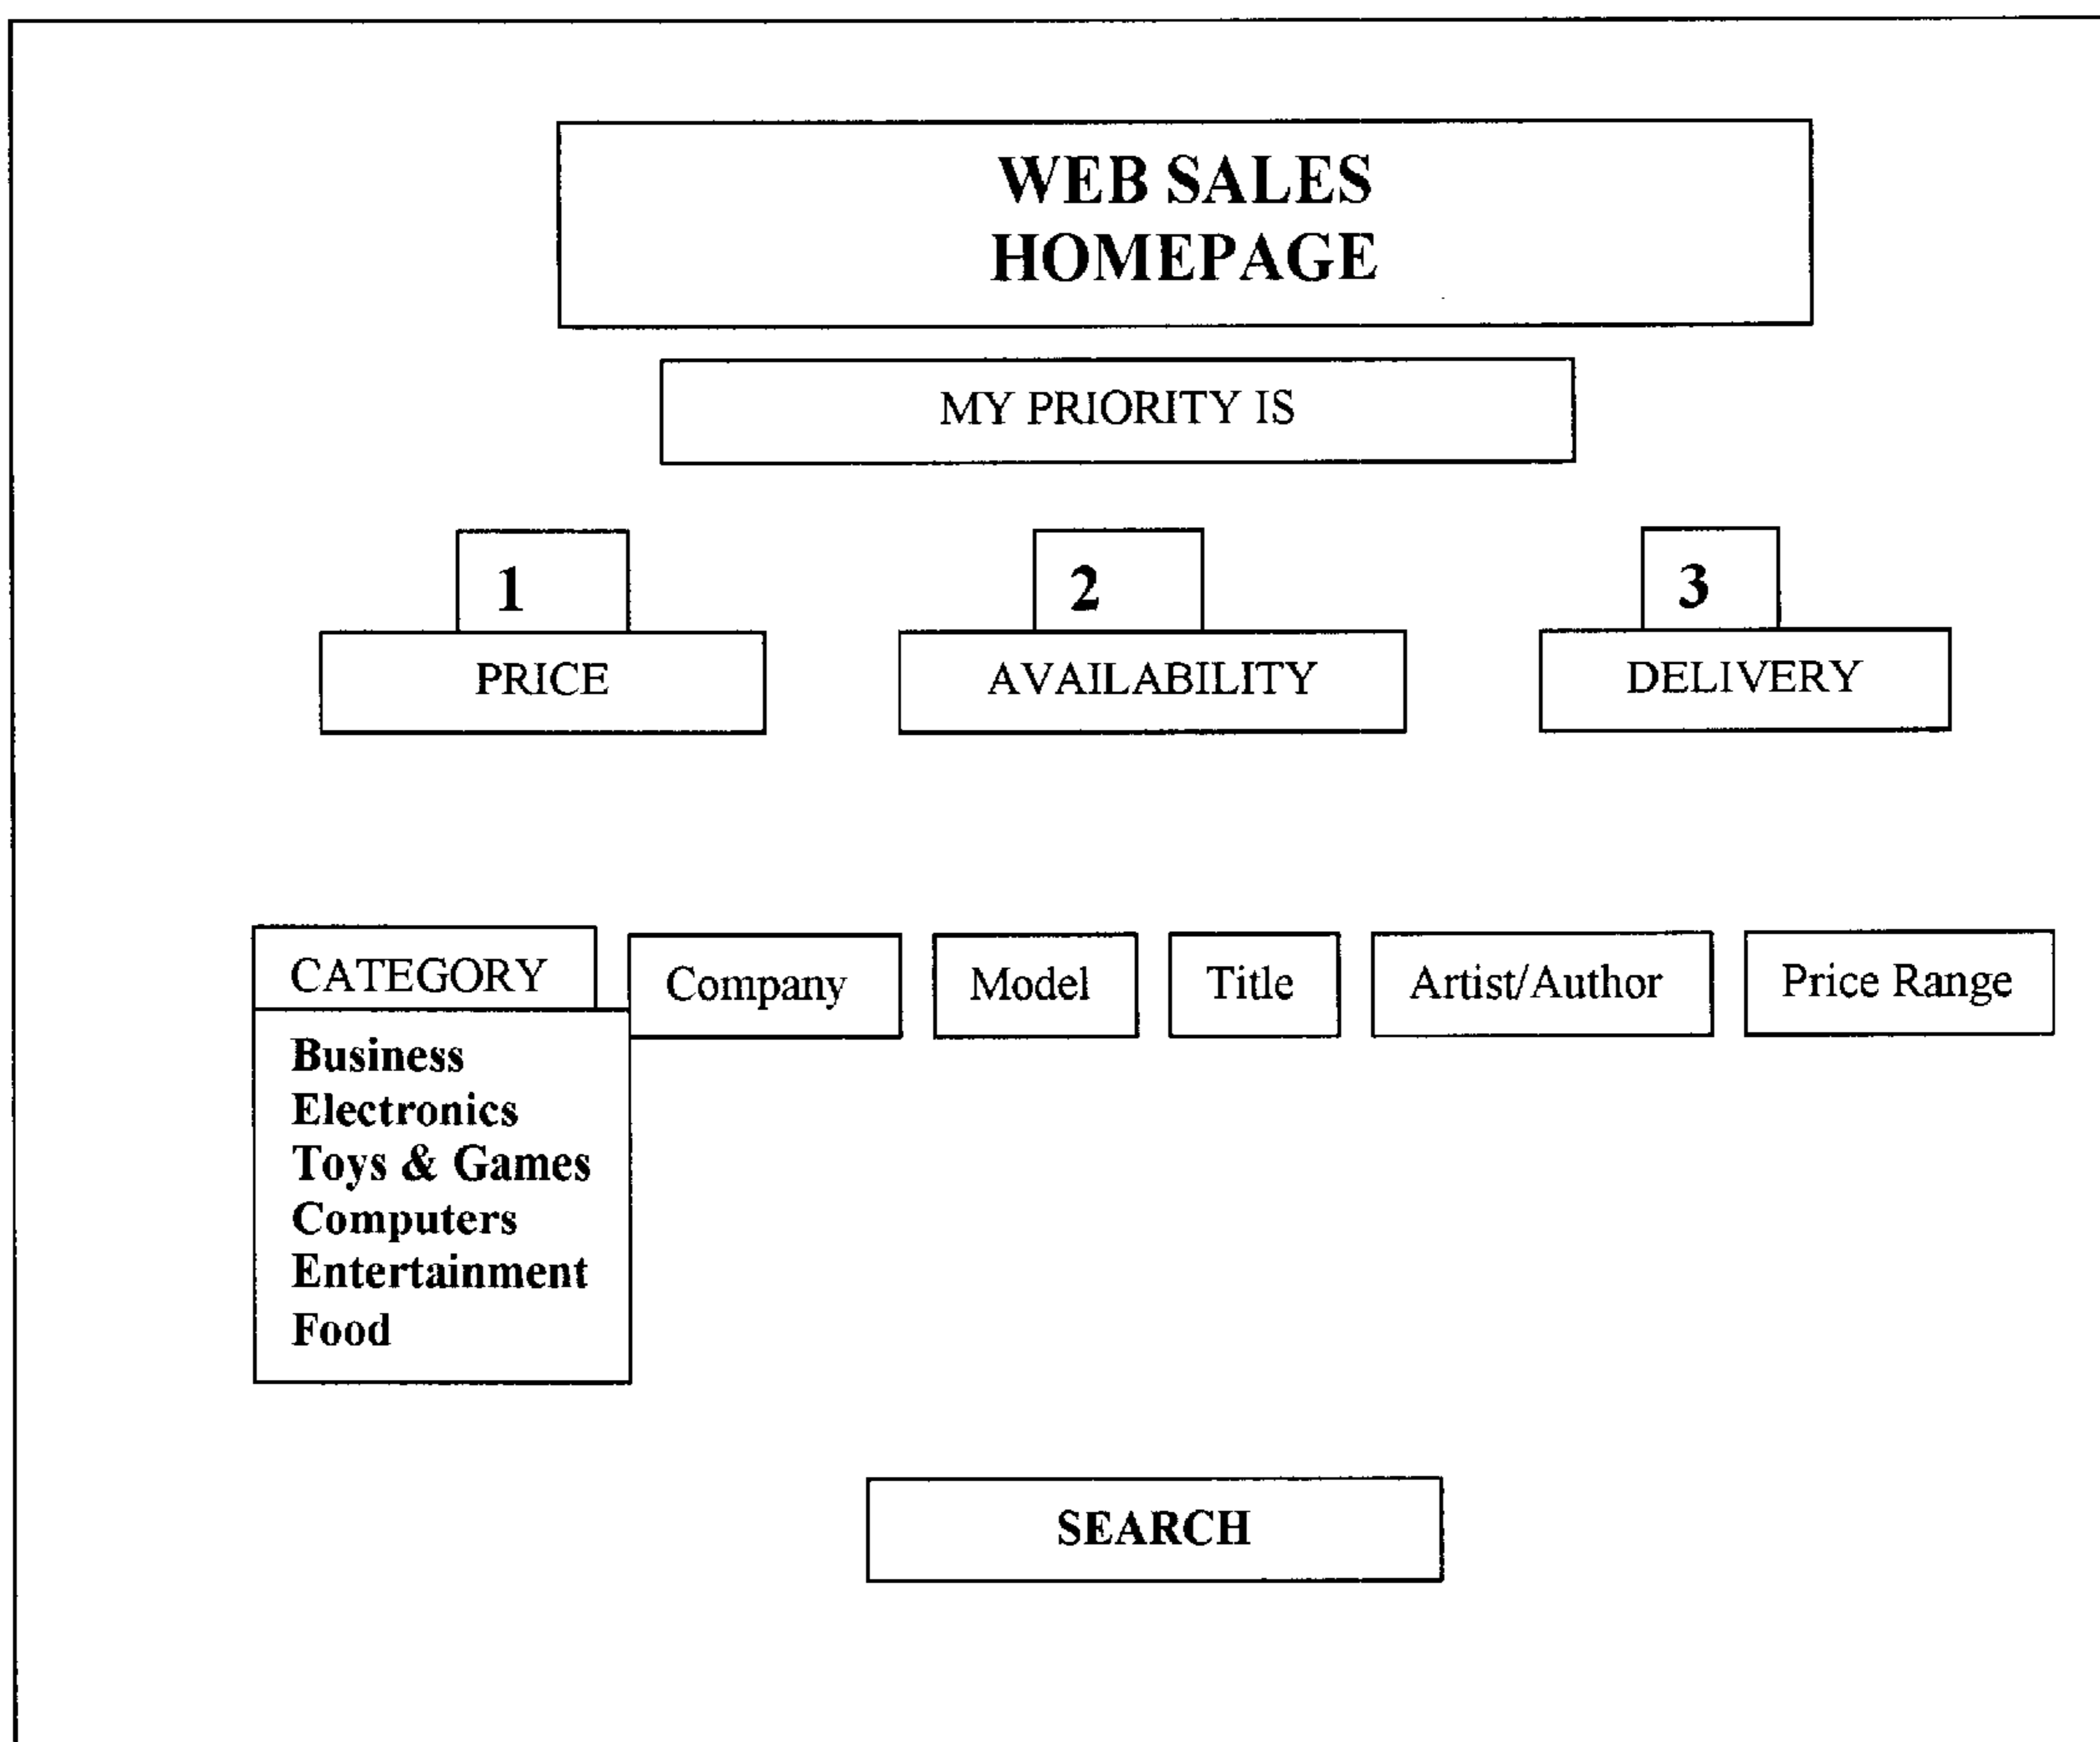 WEB SALES
HOMEPAGE
MY PRIORITY IS
1
2
3
PRICE
AVAILABILITY
DELIVERY
CATEGORY
Company
Model
Title
Artist/Author
Price Range
Business
Electronics
Toys & Games
Computers
Entertainment
Food
SEARCH